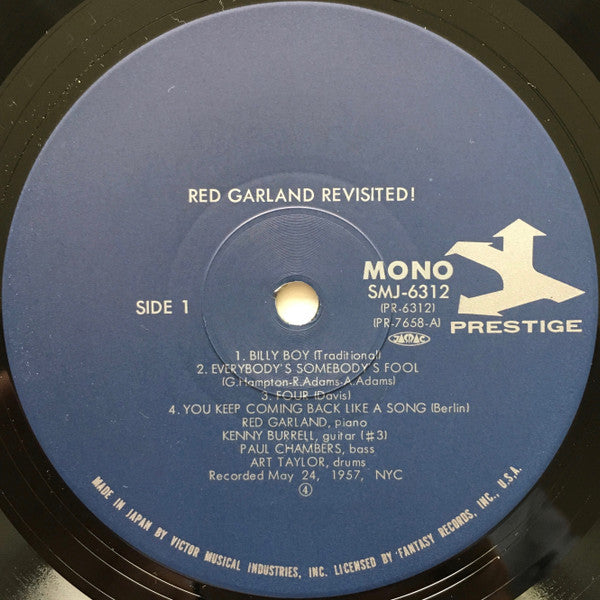 RED GARLAND REVISITED!
SIDE 1
MONO
SMJ-6312
(PR-6312)
(PR-7658-A)
JASRAC
PRESTIGE
1. BILLY BOY (Traditional)
2. EVERYBODY'S SOMEBODY'S FOOL
(G.Hampton-R.Adams-A.Adams)
3. FOUR (Davis)
4. YOU KEEP COMING BACK LIKE A SONG (Berlin)
RED GARLAND, piano
KENNY BURRELL, guitar (#3)
PAUL CHAMBERS, bass
ART TAYLOR, drums
Recorded May 24, 1957, NYC
④
MADE IN JAPAN BY VICTOR MUSICAL INDUSTRIES, INC. LICENSED BY FANTASY RECORDS, INC., U.S.A.